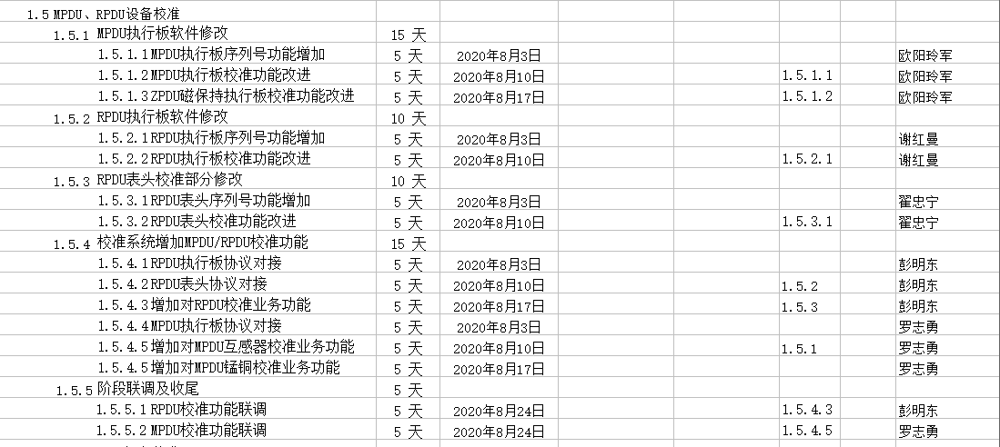 1.5 MPDU、RPDU设备校准
1.5.1 MPDU执行板软件修改 15 天
1.5.1.1 MPDU执行板序列号功能增加 5 天 2020年8月3日 欧阳玲军
1.5.1.2 MPDU执行板校准功能改进 5 天 2020年8月10日 1.5.1.1 欧阳玲军
1.5.1.3 ZPDU磁保持执行板校准功能改进 5 天 2020年8月17日 1.5.1.2 欧阳玲军
1.5.2 RPDU执行板软件修改 10 天
1.5.2.1 RPDU执行板序列号功能增加 5 天 2020年8月3日 谢红曼
1.5.2.2 RPDU执行板校准功能改进 5 天 2020年8月10日 1.5.2.1 谢红曼
1.5.3 RPDU表头校准部分修改 10 天
1.5.3.1 RPDU表头序列号功能增加 5 天 2020年8月3日 翟忠宁
1.5.3.2 RPDU表头校准功能改进 5 天 2020年8月10日 1.5.3.1 翟忠宁
1.5.4 校准系统增加MPDU/RPDU校准功能 15 天
1.5.4.1 RPDU执行板协议对接 5 天 2020年8月3日 彭明东
1.5.4.2 RPDU表头协议对接 5 天 2020年8月10日 1.5.2 彭明东
1.5.4.3 增加对RPDU校准业务功能 5 天 2020年8月17日 1.5.3 彭明东
1.5.4.4 MPDU执行板协议对接 5 天 2020年8月3日 罗志勇
1.5.4.5 增加对MPDU互感器校准业务功能 5 天 2020年8月10日 1.5.1 罗志勇
1.5.4.5 增加对MPDU锰铜校准业务功能 5 天 2020年8月17日 罗志勇
1.5.5 阶段联调及收尾 5 天
1.5.5.1 RPDU校准功能联调 5 天 2020年8月24日 1.5.4.3 彭明东
1.5.5.2 MPDU校准功能联调 5 天 2020年8月24日 1.5.4.5 罗志勇